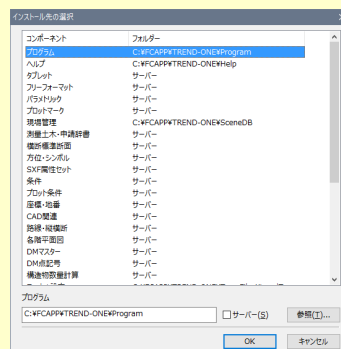 インストール先の選択
コンポーネント フォルダー
プログラム C:¥FCAPP¥TREND-ONE¥Program
ヘルプ C:¥FCAPP¥TREND-ONE¥Help
タブレット サーバー
フリーフォーマット サーバー
パラメトリック サーバー
プロットマーク サーバー
現場管理 C:¥FCAPP¥TREND-ONE¥SceneDB
測量土木・申請辞書 サーバー
横断標準断面 サーバー
方位・シンボル サーバー
SXF属性セット サーバー
条件 サーバー
プロット条件 サーバー
座標・地番 サーバー
CAD関連 サーバー
路線・縦横断 サーバー
各階平面図 サーバー
DMマスター サーバー
DM点記号 サーバー
構造物数量計算 サーバー
プログラム
C:¥FCAPP¥TREND-ONE¥Program サーバー(S) 参照(T)...
OK キャンセル